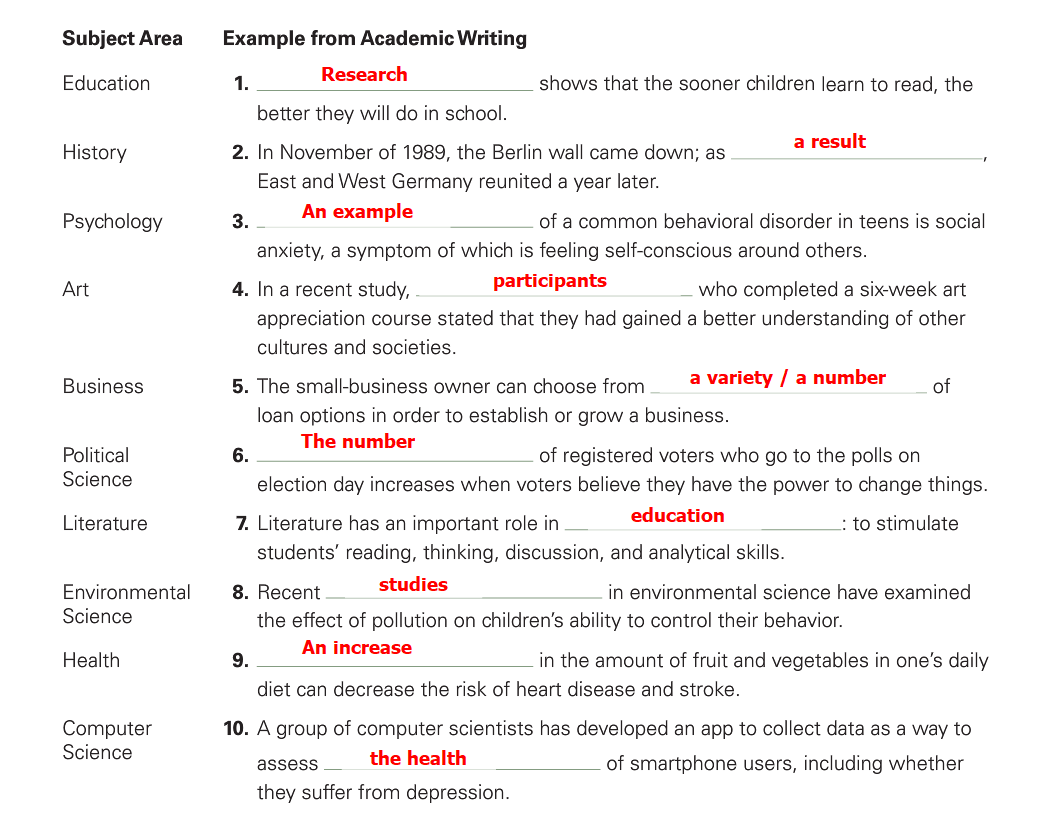 Subject Area Example from Academic Writing
Education 1. Research shows that the sooner children learn to read, the
better they will do in school.
History 2. In November of 1989, the Berlin wall came down; as a result,
East and West Germany reunited a year later.
Psychology 3. An example of a common behavioral disorder in teens is social
anxiety, a symptom of which is feeling self-conscious around others.
Art 4. In a recent study, participants who completed a six-week art
appreciation course stated that they had gained a better understanding of other
cultures and societies.
Business 5. The small-business owner can choose from a variety / a number of
loan options in order to establish or grow a business.
Political 6. The number of registered voters who go to the polls on
Science election day increases when voters believe they have the power to change things.
Literature 7. Literature has an important role in education: to stimulate
students’ reading, thinking, discussion, and analytical skills.
Environmental 8. Recent studies in environmental science have examined
Science the effect of pollution on children’s ability to control their behavior.
Health 9. An increase in the amount of fruit and vegetables in one’s daily
diet can decrease the risk of heart disease and stroke.
Computer 10. A group of computer scientists has developed an app to collect data as a way to
Science assess the health of smartphone users, including whether
they suffer from depression.